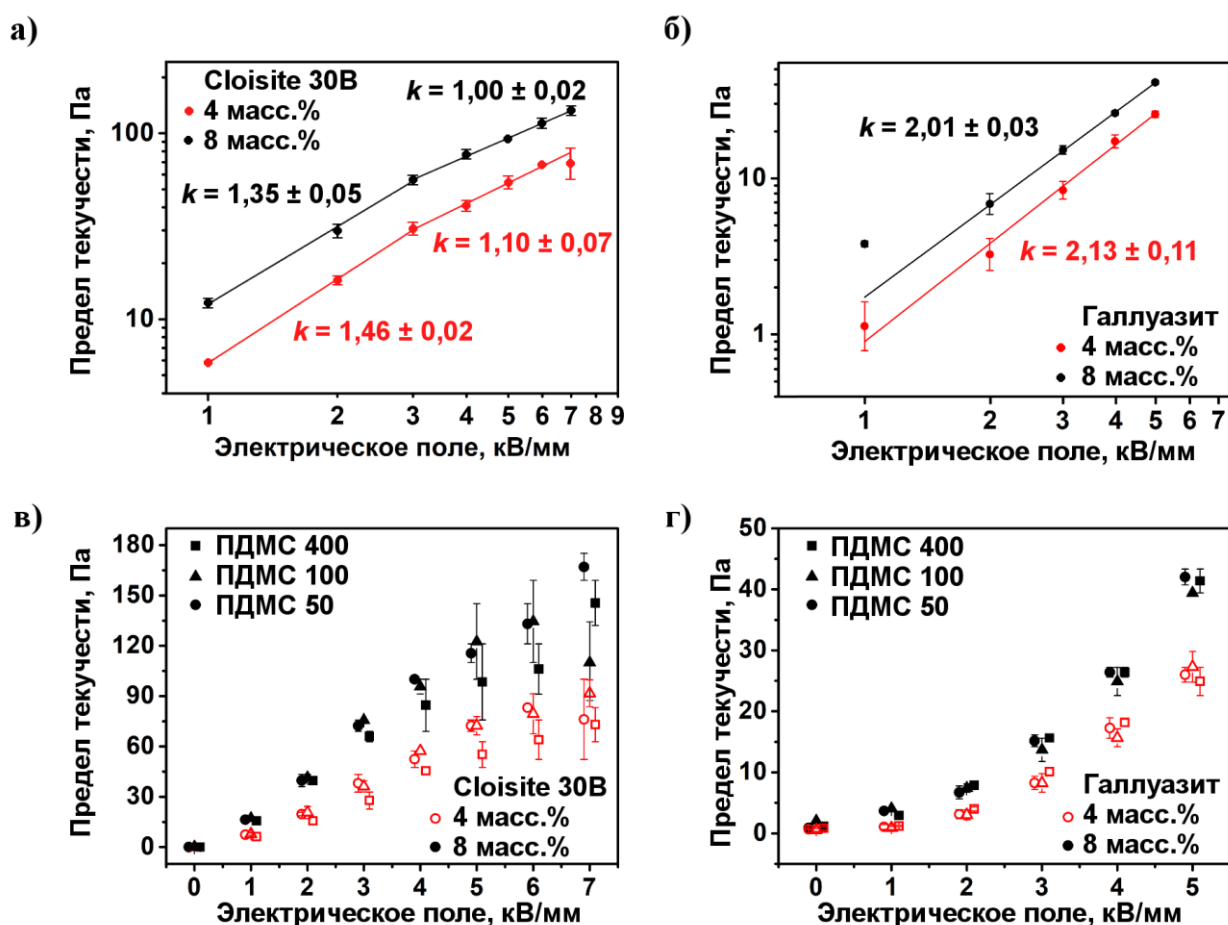 а)
Cloisite 30B
4 масс.%
8 масс.%
k = 1,00 ± 0,02
k = 1,35 ± 0,05
k = 1,10 ± 0,07
k = 1,46 ± 0,02
100
10
Предел текучести, Па
1 2 3 4 5 6 7 8 9
Электрическое поле, кВ/мм
б)
k = 2,01 ± 0,03
k = 2,13 ± 0,11
Галлуазит
4 масс.%
8 масс.%
10
1
Предел текучести, Па
1 2 3 4 5 6 7
Электрическое поле, кВ/мм
в)
ПДМС 400
ПДМС 100
ПДМС 50
Cloisite 30B
4 масс.%
8 масс.%
180
150
120
90
60
30
0
Предел текучести, Па
0 1 2 3 4 5 6 7
Электрическое поле, кВ/мм
г)
ПДМС 400
ПДМС 100
ПДМС 50
Галлуазит
4 масс.%
8 масс.%
50
40
30
20
10
0
Предел текучести, Па
0 1 2 3 4 5
Электрическое поле, кВ/мм